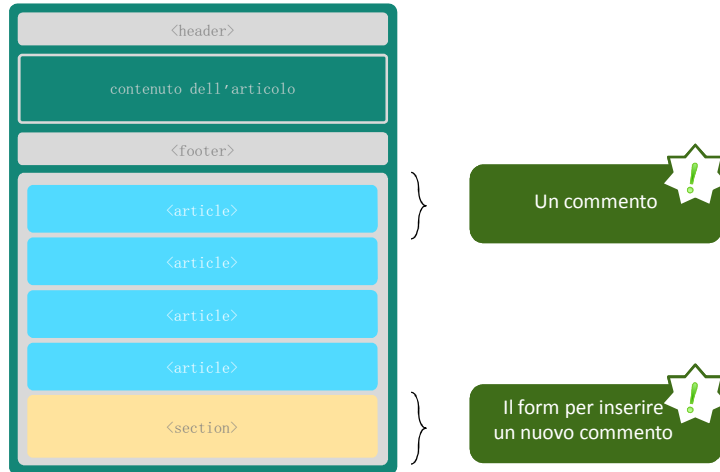 <header>
contenuto dell'articolo
<footer>
<article>
Un commento
!
<article>
<article>
<article>
<section>
Il form per inserire
un nuovo commento
!